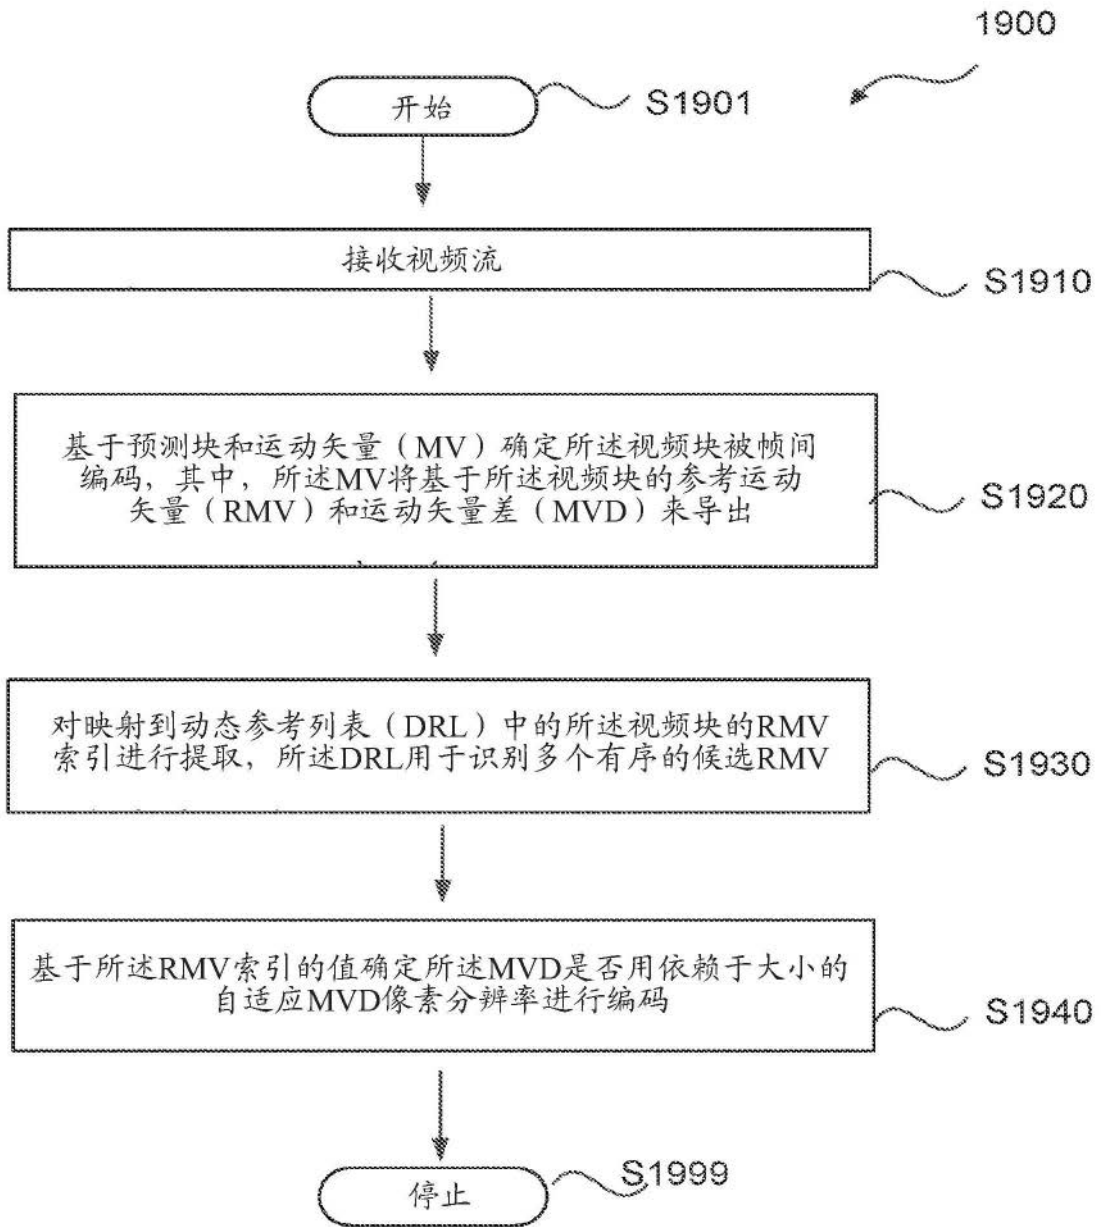 1900
开始
S1901
接收视频流
S1910
基于预测块和运动矢量（MV）确定所述视频块被帧间
编码，其中，所述MV将基于所述视频块的参考运动
矢量（RMV）和运动矢量差（MVD）来导出
S1920
对映射到动态参考列表（DRL）中的所述视频块的RMV
索引进行提取，所述DRL用于识别多个有序的候选RMV
S1930
基于所述RMV索引的值确定所述MVD是否用依赖于大小的
自适应MVD像素分辨率进行编码
S1940
停止
S1999